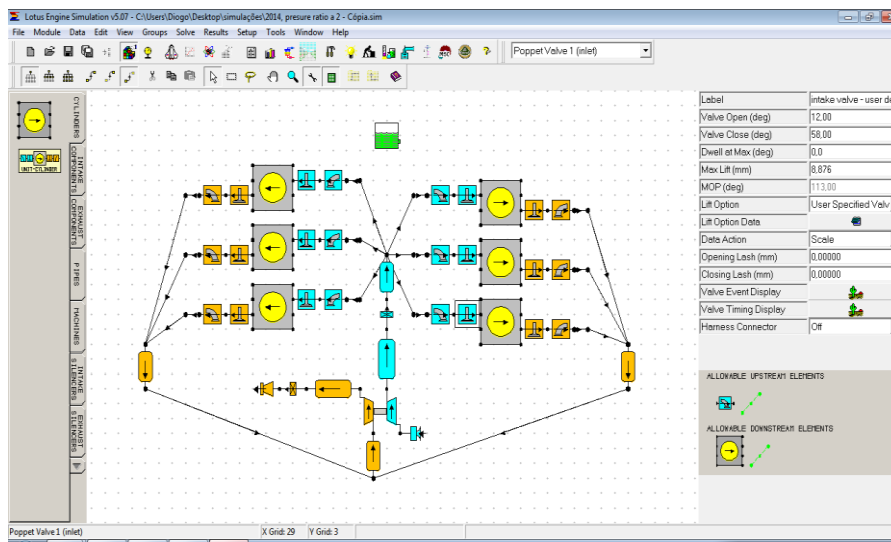 Lotus Engine Simulation v5.07 - C:\Users\Diogo\Desktop\simulações\2014, presure ratio a 2 - Cópia.sim
File Module Data Edit View Groups Solve Results Setup Tools Window Help
Poppet Valve 1 (inlet)
CYLINDERS
INTAKE COMPONENTS
EXHAUST COMPONENTS
PIPES
MACHINES
INTAKE SILENCERS
EXHAUST SILENCERS
UNIT-CYLINDER
Label intake valve - user de
Valve Open (deg) 12,00
Valve Close (deg) 58,00
Dwell at Max (deg) 0,0
Max Lift (mm) 8,876
MOP (deg) 113,00
Lift Option User Specified Valv
Lift Option Data
Data Action Scale
Opening Lash (mm) 0,00000
Closing Lash (mm) 0,00000
Valve Event Display
Valve Timing Display
Harness Connector Off
ALLOWABLE UPSTREAM ELEMENTS
ALLOWABLE DOWNSTREAM ELEMENTS
Poppet Valve 1 (inlet) X Grid: 29 Y Grid: 3